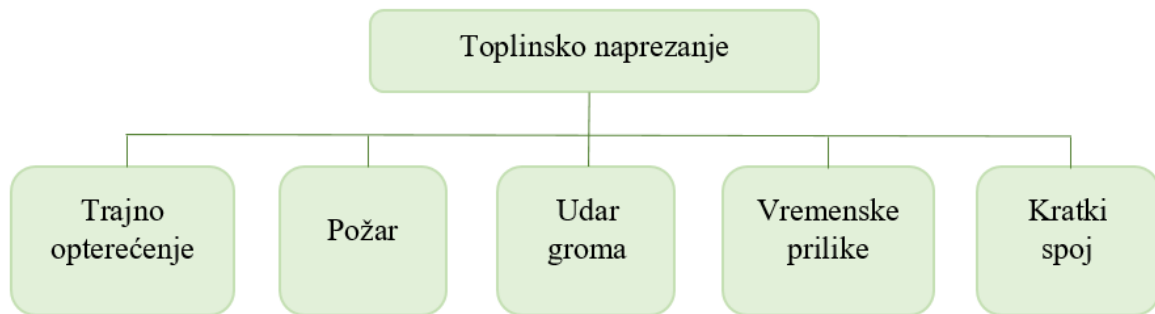 Toplinsko naprezanje
Trajno
opterećenje
Požar
Udar
groma
Vremenske
prilike
Kratki
spoj